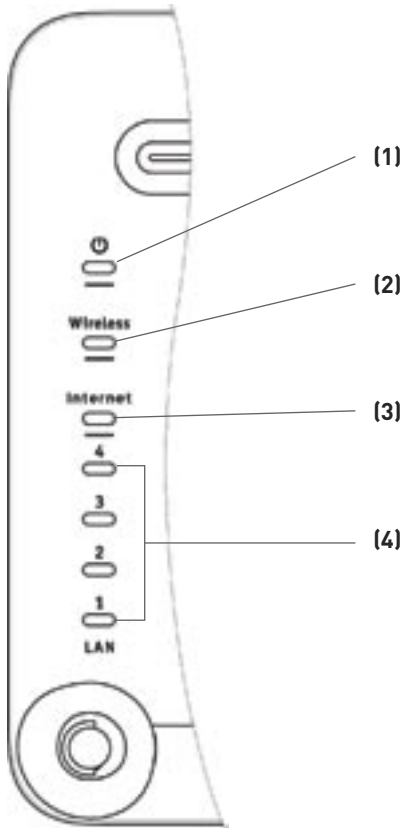 (1)
(2)
Wireless
(3)
Internet
4
3
(4)
2
1
LAN